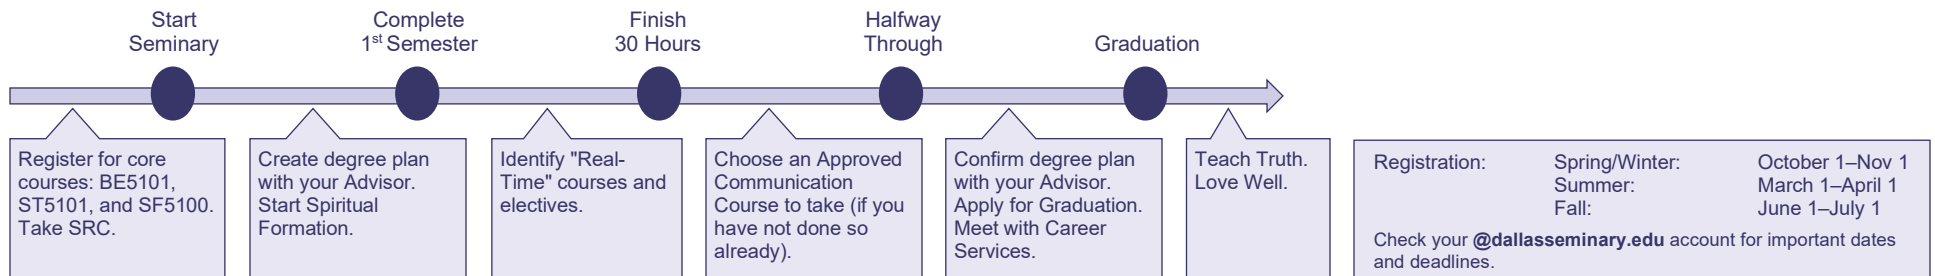 Start
Seminary
Complete
1st Semester
Finish
30 Hours
Halfway
Through
Graduation
Register for core
courses: BE5101,
ST5101, and SF5100.
Take SRC.
Create degree plan
with your Advisor.
Start Spiritual
Formation.
Identify "Real-
Time" courses and
electives.
Choose an Approved
Communication
Course to take (if you
have not done so
already).
Confirm degree plan
with your Advisor.
Apply for Graduation.
Meet with Career
Services.
Teach Truth.
Love Well.
Registration: Spring/Winter: October 1–Nov 1
Summer: March 1–April 1
Fall: June 1–July 1
Check your @dallasseminary.edu account for important dates
and deadlines.